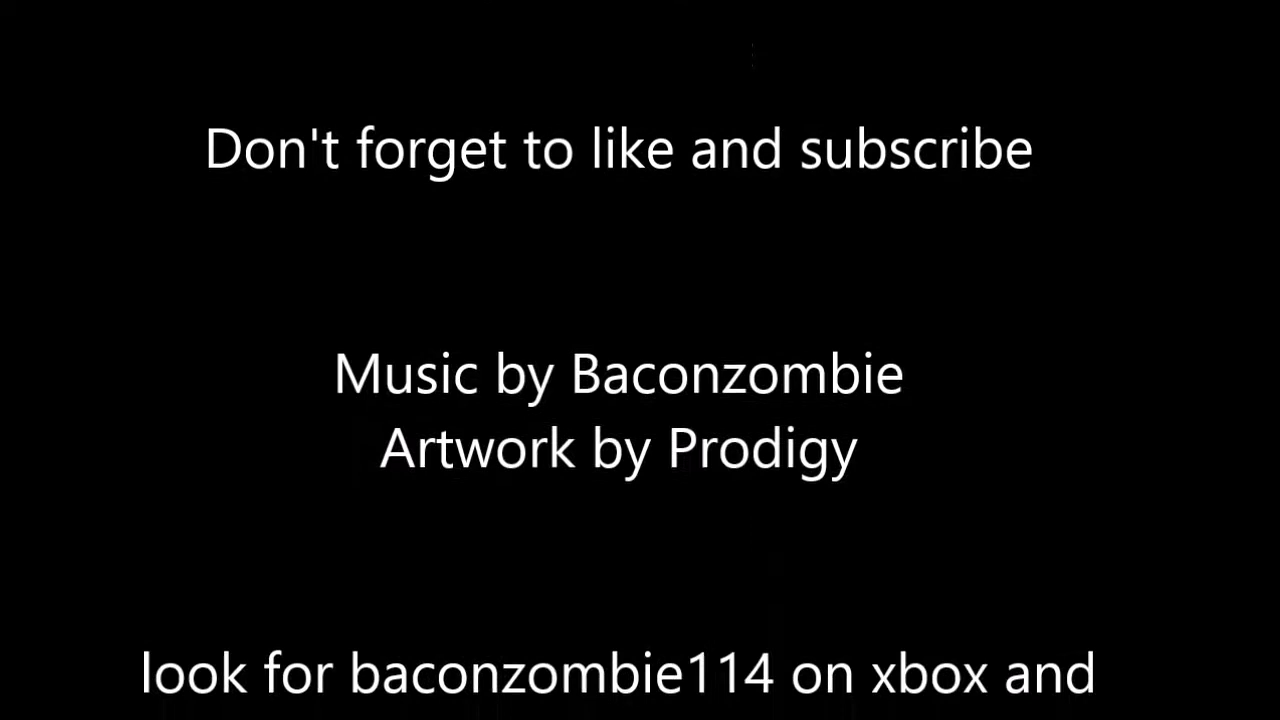 Don't forget to like and subscribe
Music by Baconzombie
Artwork by Prodigy
look for baconzombie114 on xbox and